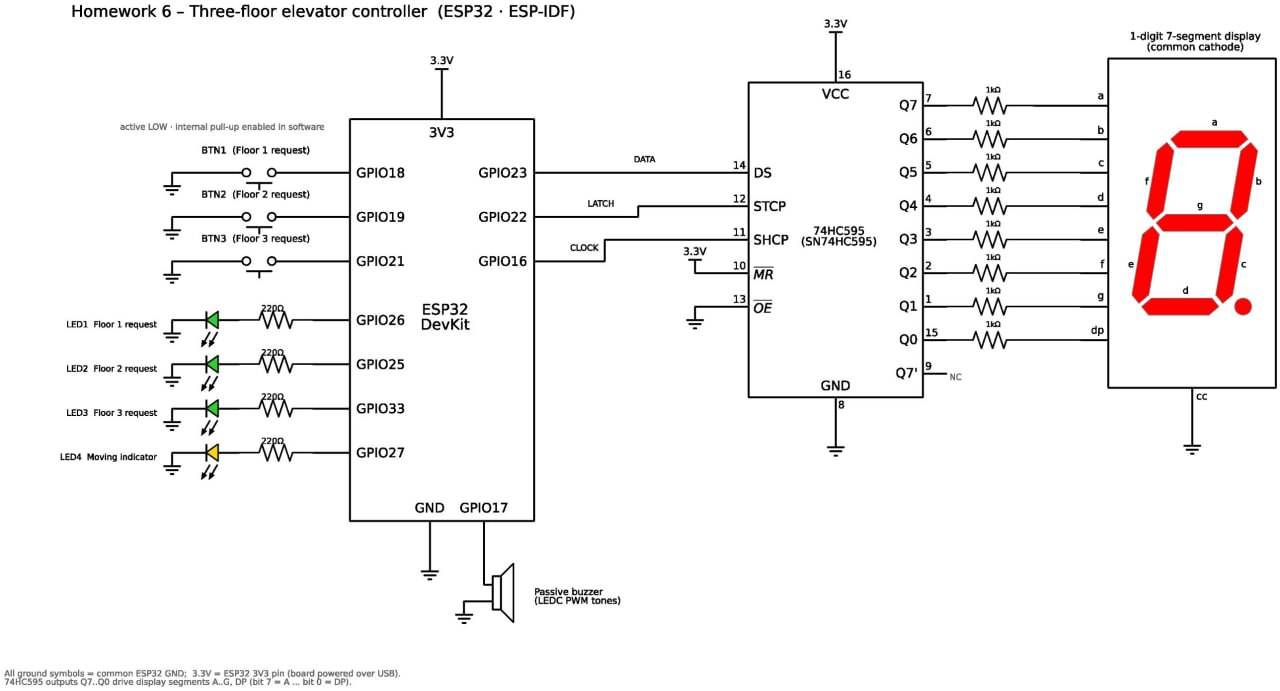 Homework 6 – Three-floor elevator controller  (ESP32 · ESP-IDF)
3.3V
active LOW · internal pull-up enabled in software
3V3
BTN1  (Floor 1 request)
GPIO18
BTN2  (Floor 2 request)
GPIO19
BTN3  (Floor 3 request)
GPIO21
LED1  Floor 1 request
220Ω
GPIO26
LED2  Floor 2 request
220Ω
GPIO25
LED3  Floor 3 request
220Ω
GPIO33
LED4  Moving indicator
220Ω
GPIO27
ESP32
DevKit
GPIO23
GPIO22
GPIO16
GND
GPIO17
Passive buzzer
(LEDC PWM tones)
DATA
LATCH
CLOCK
3.3V
3.3V
16
VCC
14
DS
12
STCP
11
SHCP
10
MR
13
OE
74HC595
(SN74HC595)
Q7
7
1kΩ
a
Q6
6
1kΩ
b
Q5
5
1kΩ
c
Q4
4
1kΩ
d
Q3
3
1kΩ
e
Q2
2
1kΩ
f
Q1
1
1kΩ
g
Q0
15
1kΩ
dp
Q7'
9
NC
GND
8
1-digit 7-segment display
(common cathode)
a
f
b
g
e
c
d
cc
All ground symbols = common ESP32 GND;  3.3V = ESP32 3V3 pin (board powered over USB).
74HC595 outputs Q7..Q0 drive display segments A..G, DP (bit 7 = A ... bit 0 = DP).